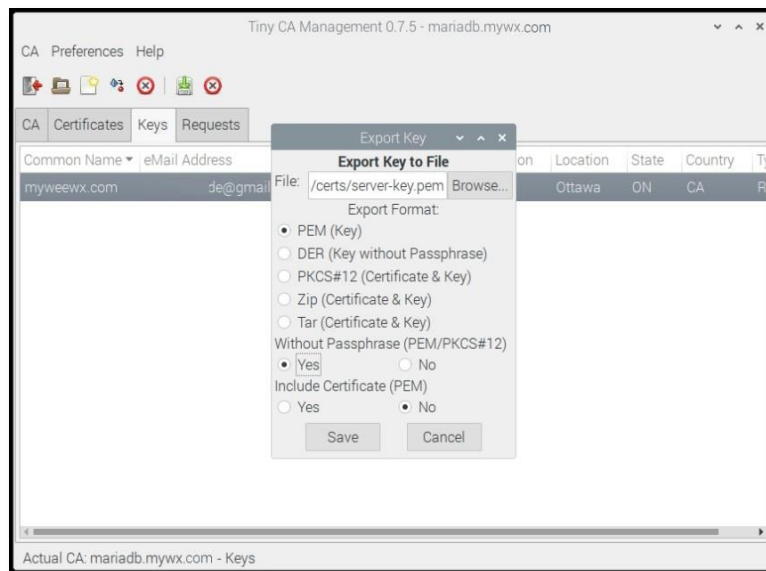 Tiny CA Management 0.7.5 - mariadb.mywx.com
CA Preferences Help
CA Certificates Keys Requests
Export Key
Common Name eMail Address on Location State Country
Export Key to File
File: /certs/server-key.pem Browse...
myweewx.com de@gmail Ottawa ON CA
Export Format:
PEM (Key)
DER (Key without Passphrase)
PKCS#12 (Certificate & Key)
Zip (Certificate & Key)
Tar (Certificate & Key)
Without Passphrase (PEM/PKCS#12)
Yes No
Include Certificate (PEM)
Yes No
Save Cancel
Actual CA: mariadb.mywx.com - Keys